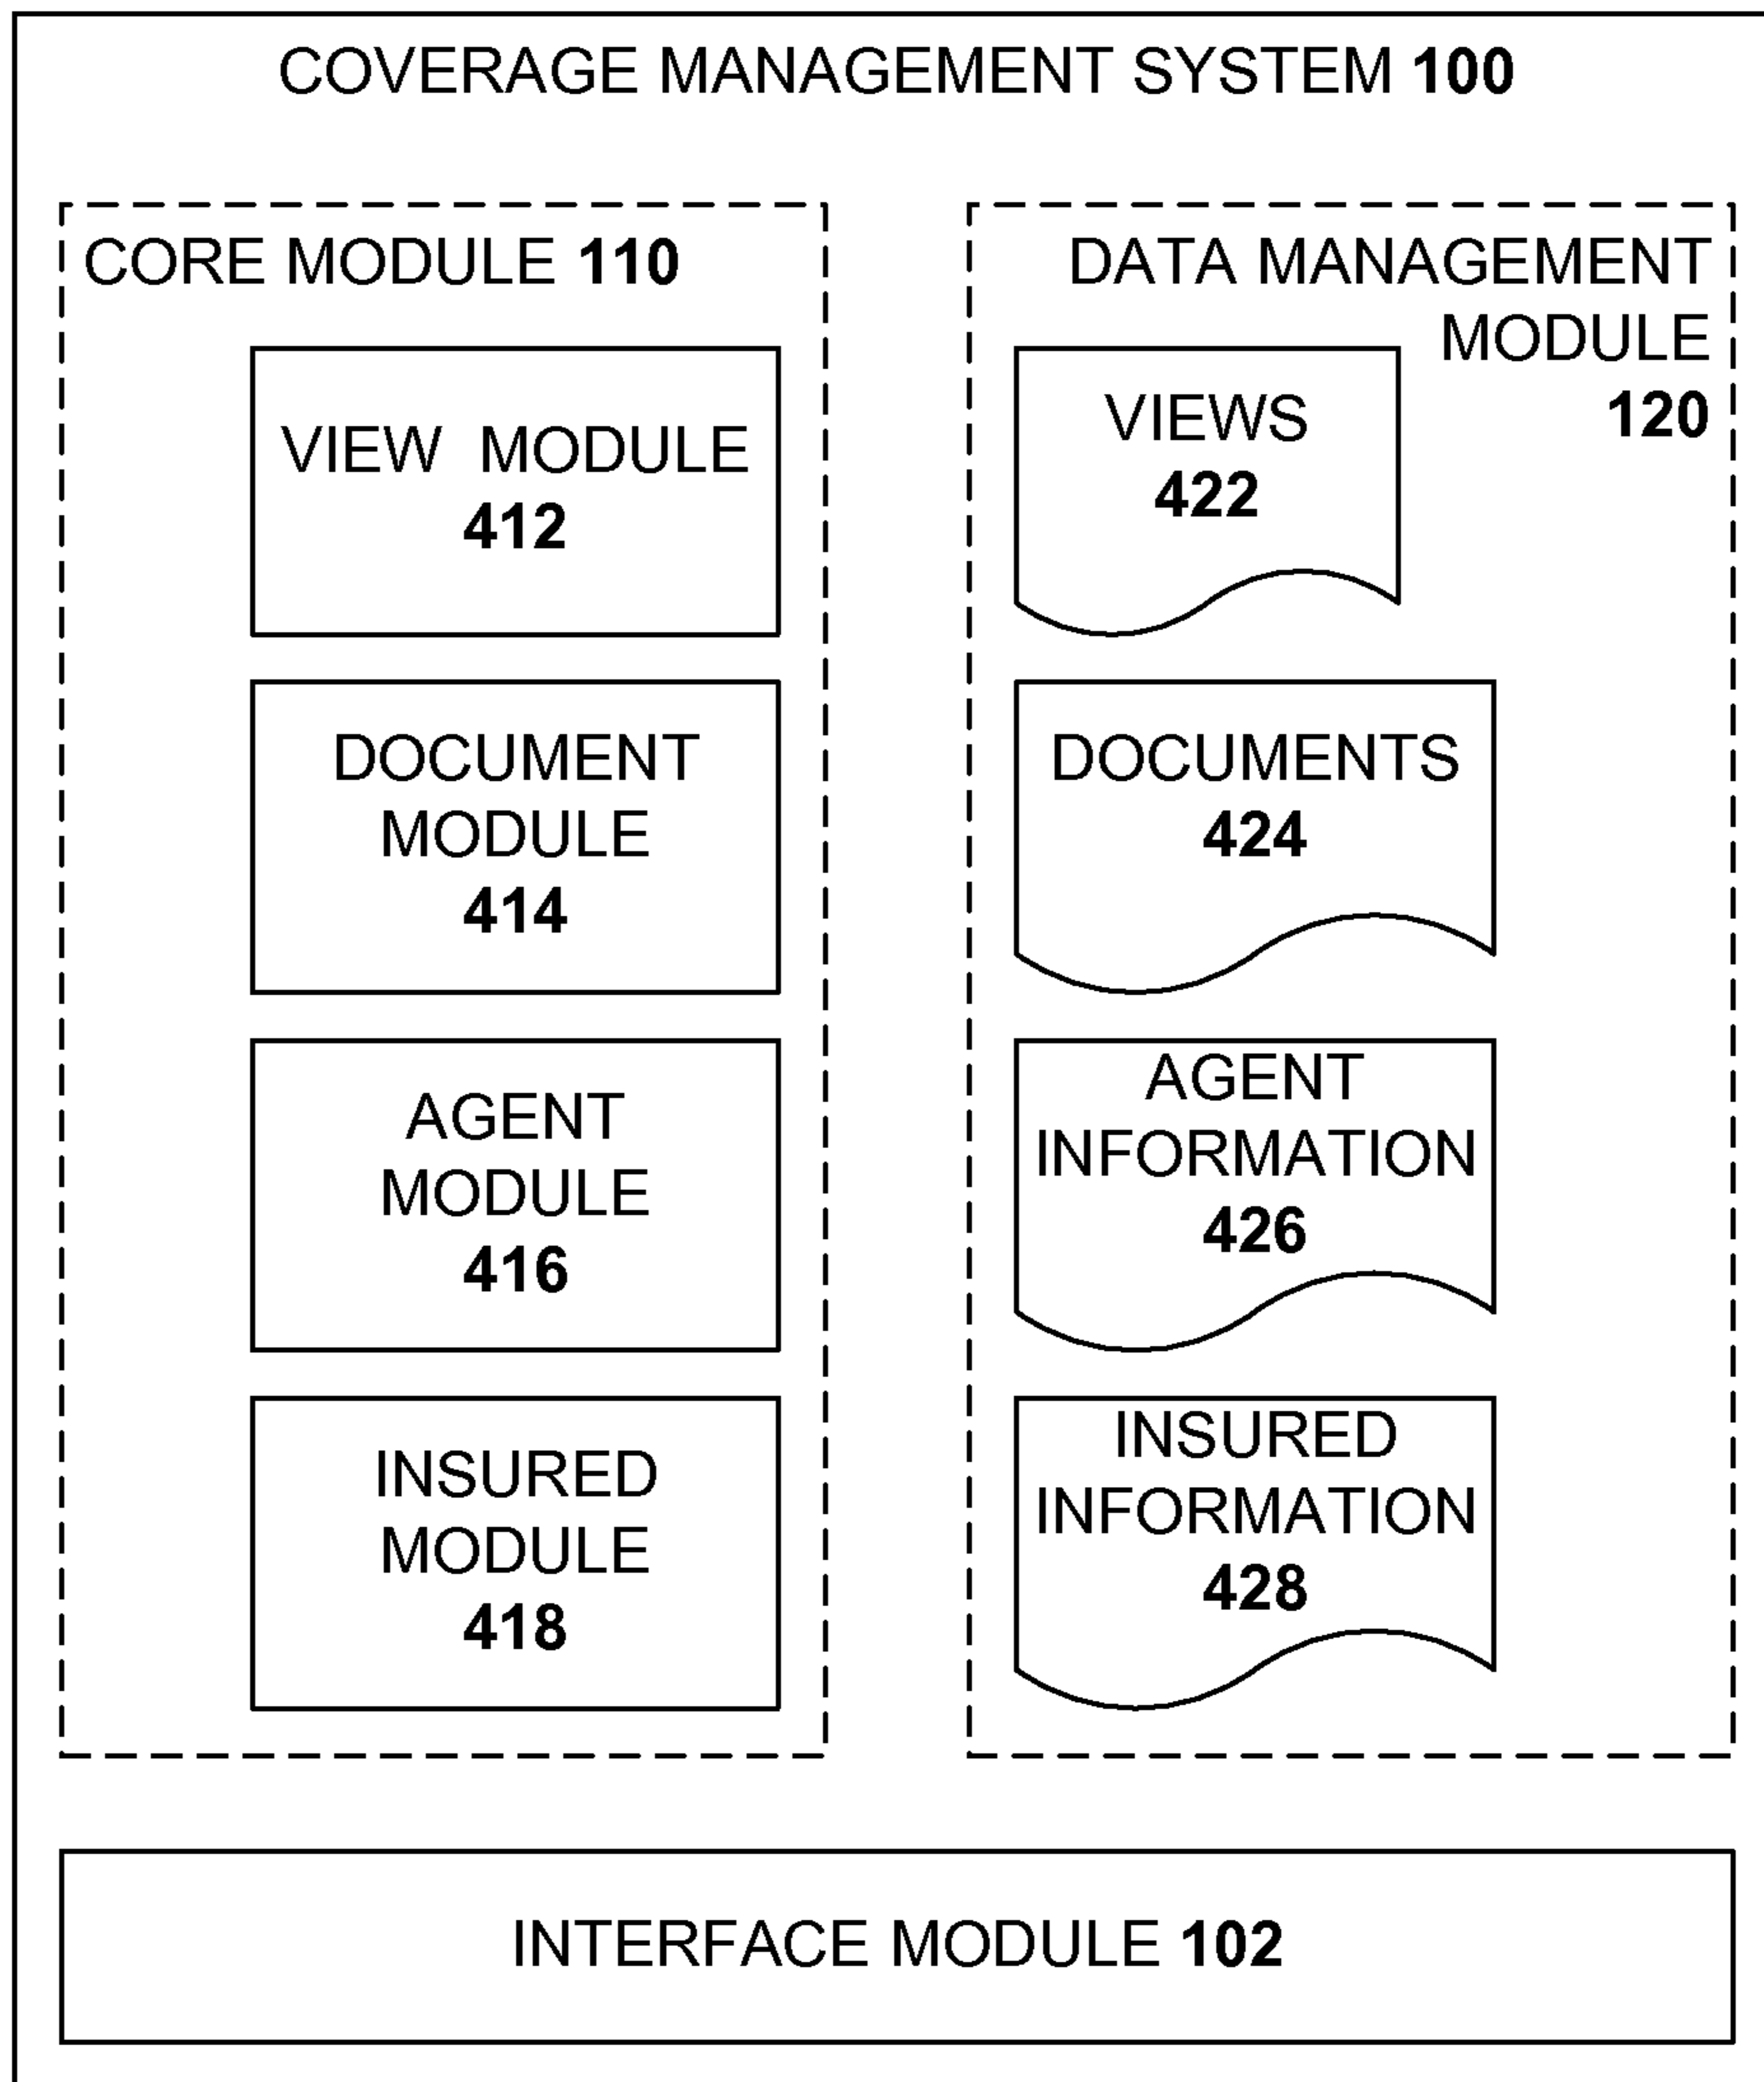 COVERAGE MANAGEMENT SYSTEM 100
CORE MODULE 110
VIEW MODULE
412
DOCUMENT
MODULE
414
AGENT
MODULE
416
INSURED
MODULE
418
DATA MANAGEMENT
MODULE
120
VIEWS
422
DOCUMENTS
424
AGENT
INFORMATION
426
INSURED
INFORMATION
428
INTERFACE MODULE 102